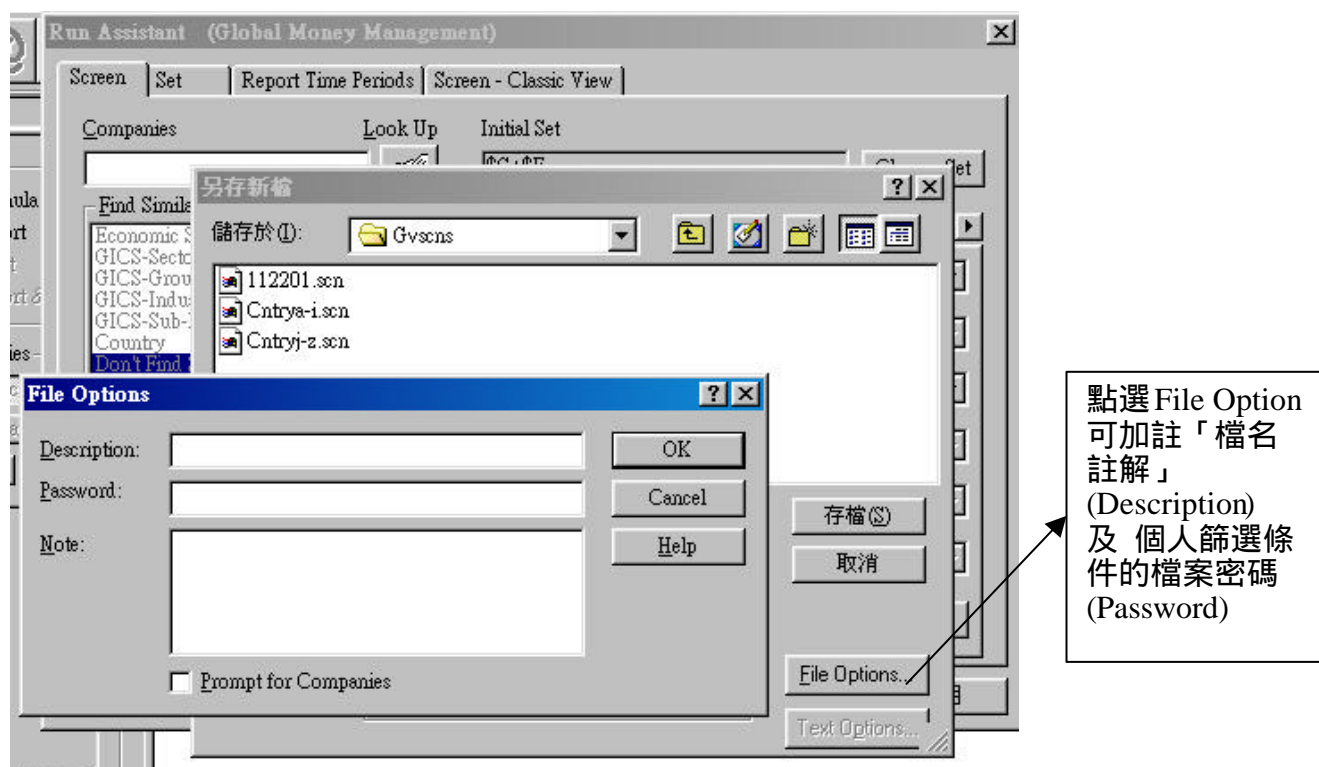 Run Assistant (Global Money Management)
Screen Set Report Time Periods Screen - Classic View
Companies Look Up Initial Set
Find Simila
Economic S
GICS-Secto
GICS-Grou
GICS-Indu
GICS-Sub-
Country
Don't Find
另存新檔
儲存於(I): Gvscns
112201.scn
Cntrya-i.scn
Cntryj-z.scn
存檔(S)
取消
File Options...
Text Options...
File Options
Description: OK
Password: Cancel
Note: Help
Prompt for Companies
點選File Option
可加註「檔名
註解」
(Description)
及 個人篩選條
件的檔案密碼
(Password)